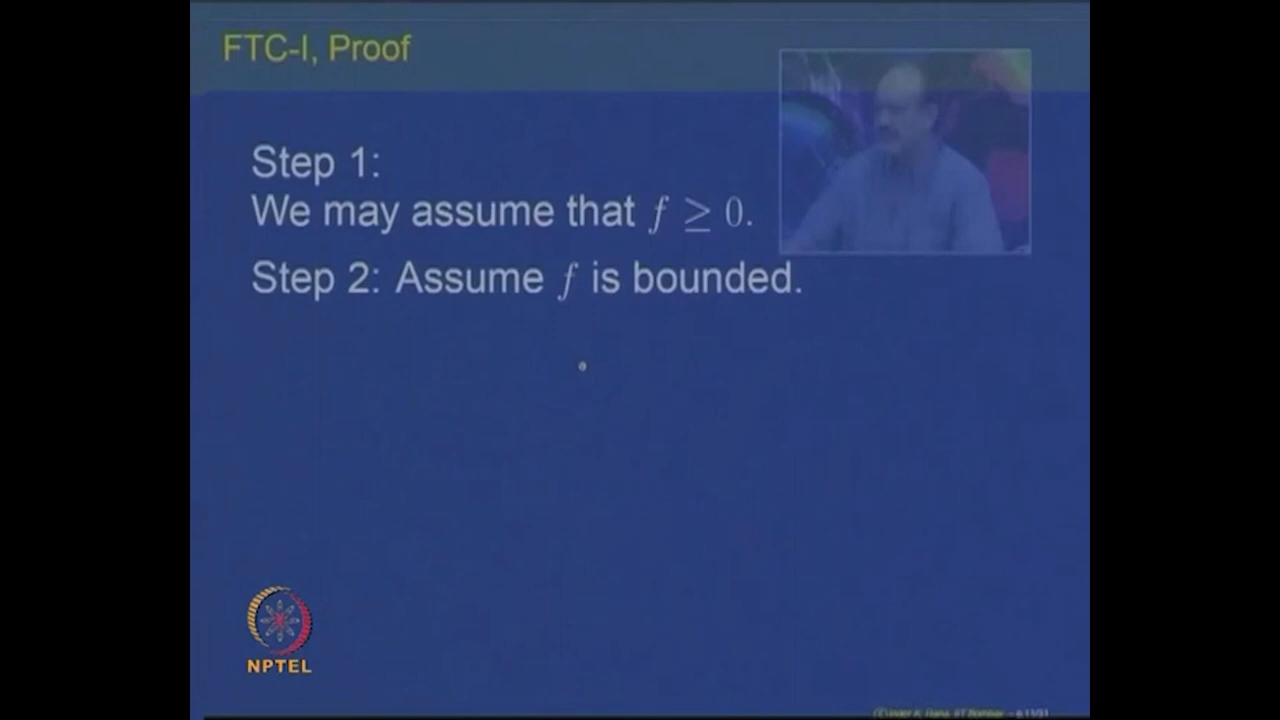 FTC-I, Proof
Step 1:
We may assume that f ≥ 0.
Step 2: Assume f is bounded.
NPTEL